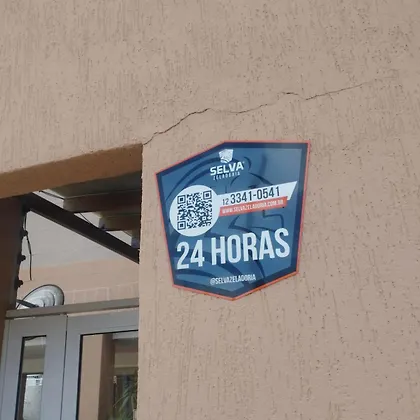 SELVA
ZELADORIA
12 3341-0541
WWW.SELVAZELADORIA.COM.BR
24 HORAS
@SELVAZELADORIA